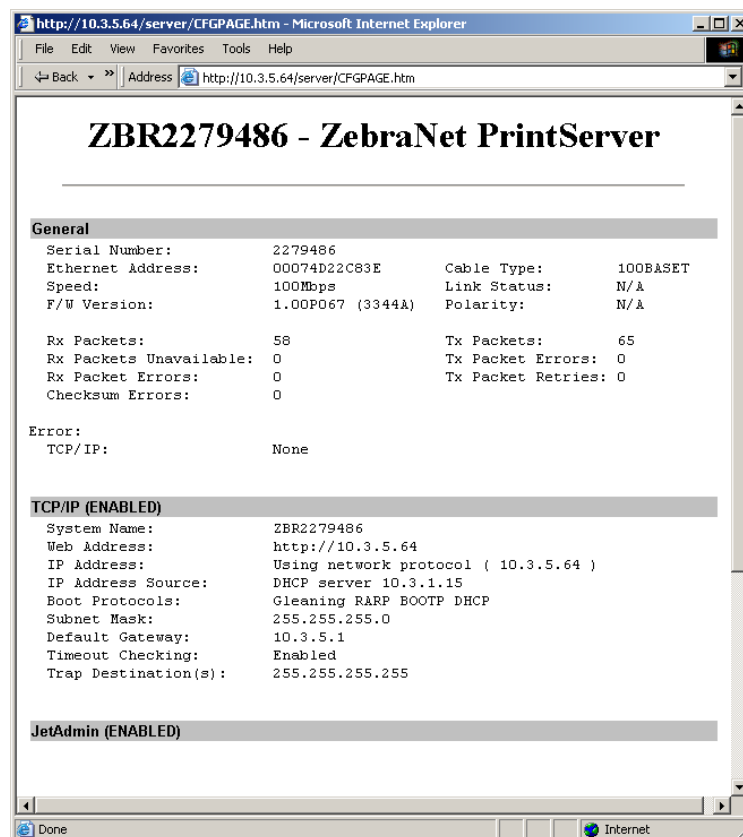 http://10.3.5.64/server/CFGPAGE.htm - Microsoft Internet Explorer
File Edit View Favorites Tools Help
Back » Address http://10.3.5.64/server/CFGPAGE.htm
ZBR2279486 - ZebraNet PrintServer
General
Serial Number: 2279486
Ethernet Address: 00074D22C83E Cable Type: 100BASET
Speed: 100Mbps Link Status: N/A
F/W Version: 1.00P067 (3344A) Polarity: N/A
Rx Packets: 58 Tx Packets: 65
Rx Packets Unavailable: 0 Tx Packet Errors: 0
Rx Packet Errors: 0 Tx Packet Retries: 0
Checksum Errors: 0
Error:
TCP/IP: None
TCP/IP (ENABLED)
System Name: ZBR2279486
Web Address: http://10.3.5.64
IP Address: Using network protocol ( 10.3.5.64 )
IP Address Source: DHCP server 10.3.1.15
Boot Protocols: Gleaning RARP BOOTP DHCP
Subnet Mask: 255.255.255.0
Default Gateway: 10.3.5.1
Timeout Checking: Enabled
Trap Destination(s): 255.255.255.255
JetAdmin (ENABLED)
Done Internet